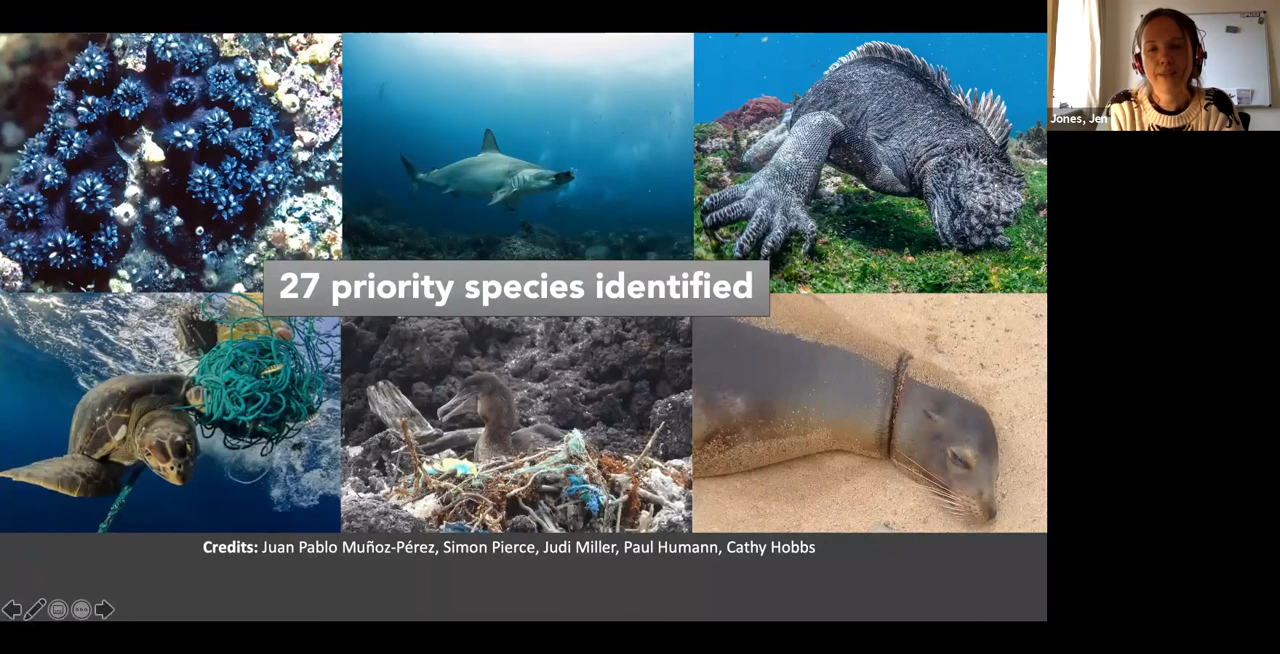 27 priority species identified
Credits: Juan Pablo Muñoz-Pérez, Simon Pierce, Judi Miller, Paul Humann, Cathy Hobbs
Jones, Jen